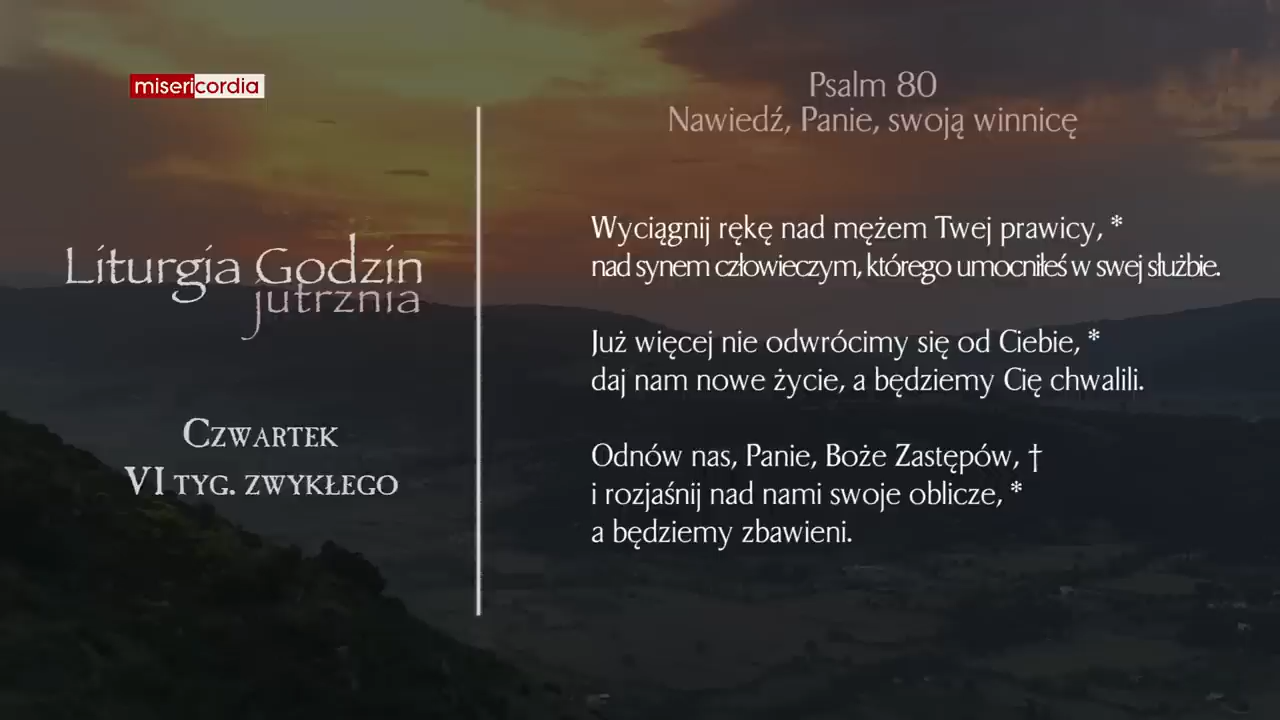 misericordia
Liturgia Godzin
jutrznia
Czwartek
VI tyg. zwykłego
Psalm 80
Nawiedź, Panie, swoją winnicę
Wyciągnij rękę nad mężem Twej prawicy, *
nad synem człowieczym, którego umocniłeś w swej służbie.
Już więcej nie odwrócimy się od Ciebie, *
daj nam nowe życie, a będziemy Cię chwalili.
Odnów nas, Panie, Boże Zastępów, †
i rozjaśnij nad nami swoje oblicze, *
a będziemy zbawieni.